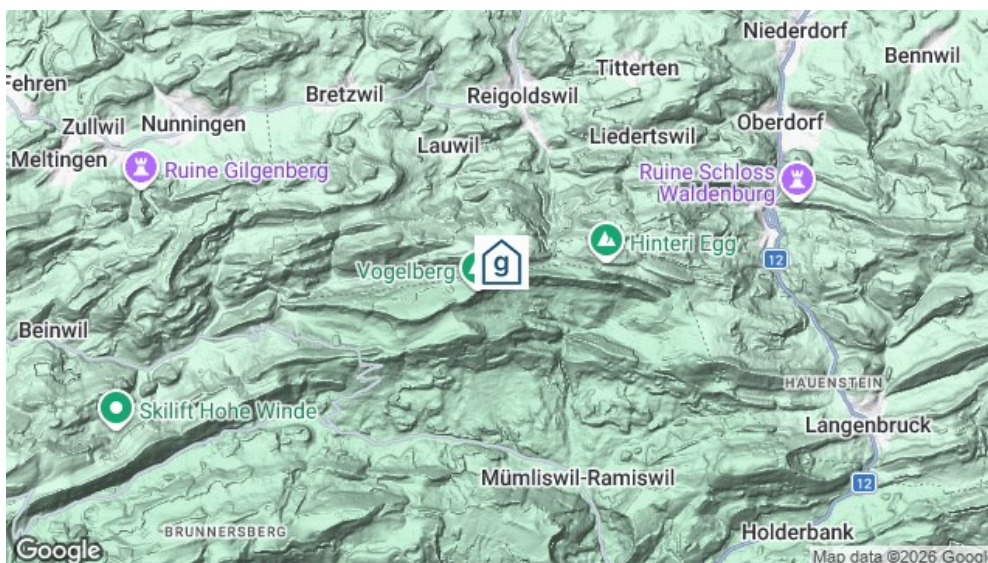 Niederdorf
Bennwil
Titterten
Fehren
Bretzwil
Reigoldswil
Zullwil
Nunningen
Oberdorf
Lauwil
Liedertswil
Meltingen
Ruine Gilgenberg
Ruine Schloss
Waldenburg
Hinteri Egg
Vogelberg
g
12
Beinwil
HAUENSTEIN
Skilift Hohe Winde
Langenbruck
Mümliswil-Ramiswil
12
BRUNNERSBERG
Holderbank
Google
Map data ©2026 Google